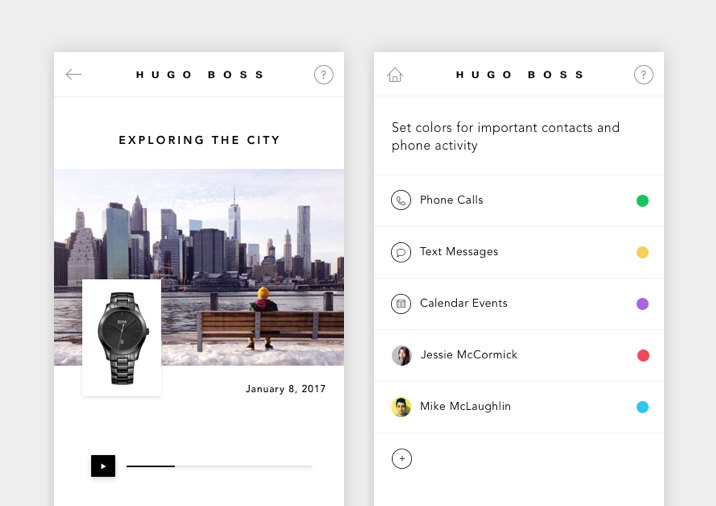 HUGO BOSS
?
EXPLORING THE CITY
BOSS
January 8, 2017
HUGO BOSS
?
Set colors for important contacts and
phone activity
Phone Calls
Text Messages
Calendar Events
Jessie McCormick
Mike McLaughlin
+